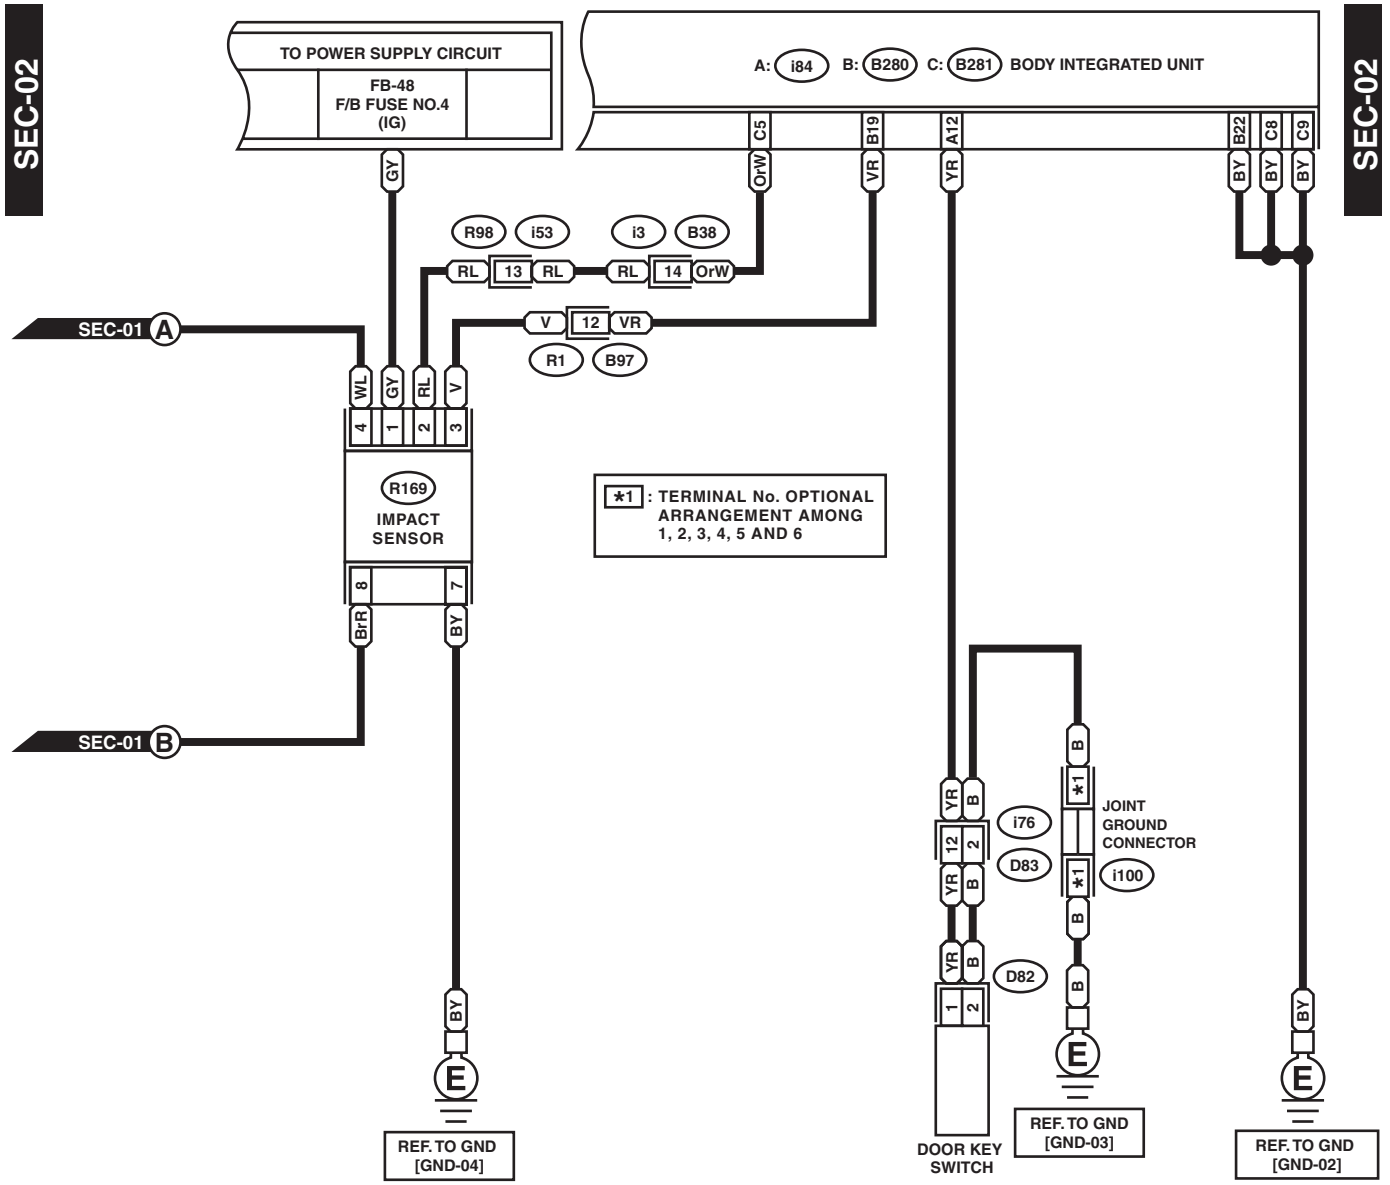 SEC-02
SEC-02
TO POWER SUPPLY CIRCUIT
FB-48
F/B FUSE NO.4
(IG)
A: i84 B: B280 C: B281 BODY INTEGRATED UNIT
C5
B19
A12
B22
C8
C9
GY
OrW
VR
YR
BY
BY
BY
R98
i53
i3
B38
RL
13
RL
RL
14
OrW
SEC-01 A
V
12
VR
R1
B97
WL
GY
RL
V
4
1
2
3
R169
IMPACT
SENSOR
*1 : TERMINAL No. OPTIONAL
ARRANGEMENT AMONG
1, 2, 3, 4, 5 AND 6
8
7
BrR
BY
SEC-01 B
B
*1
JOINT
GROUND
CONNECTOR
YR
B
i76
12
2
D83
*1
i100
YR
B
B
YR
B
D82
B
1
2
BY
BY
E
E
E
REF. TO GND
[GND-04]
DOOR KEY
SWITCH
REF. TO GND
[GND-03]
REF. TO GND
[GND-02]